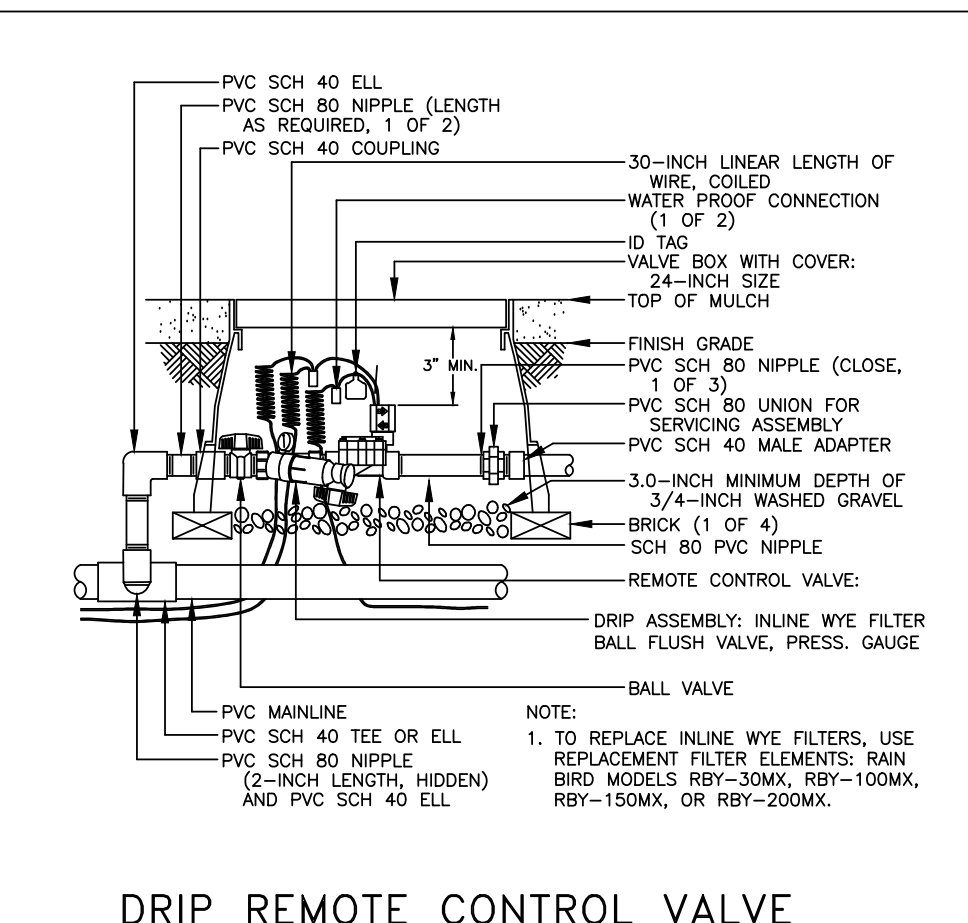 PVC SCH 40 ELL
PVC SCH 80 NIPPLE (LENGTH
AS REQUIRED, 1 OF 2)
PVC SCH 40 COUPLING
30-INCH LINEAR LENGTH OF
WIRE, COILED
WATER PROOF CONNECTION
(1 OF 2)
ID TAG
VALVE BOX WITH COVER:
24-INCH SIZE
TOP OF MULCH
FINISH GRADE
3" MIN.
PVC SCH 80 NIPPLE (CLOSE,
1 OF 3)
PVC SCH 80 UNION FOR
SERVICING ASSEMBLY
PVC SCH 40 MALE ADAPTER
3.0-INCH MINIMUM DEPTH OF
3/4-INCH WASHED GRAVEL
BRICK (1 OF 4)
SCH 80 PVC NIPPLE
REMOTE CONTROL VALVE:
DRIP ASSEMBLY: INLINE WYE FILTER
BALL FLUSH VALVE, PRESS. GAUGE
BALL VALVE
PVC MAINLINE
PVC SCH 40 TEE OR ELL
PVC SCH 80 NIPPLE
(2-INCH LENGTH, HIDDEN)
AND PVC SCH 40 ELL
NOTE:
1. TO REPLACE INLINE WYE FILTERS, USE
REPLACEMENT FILTER ELEMENTS: RAIN
BIRD MODELS RBY-30MX, RBY-100MX,
RBY-150MX, OR RBY-200MX.
DRIP REMOTE CONTROL VALVE